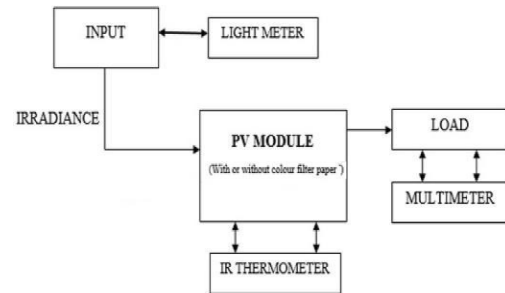 INPUT
LIGHT METER
IRRADIANCE
PV MODULE
(With or without colour filter paper`)
LOAD
MULTIMETER
IR THERMOMETER